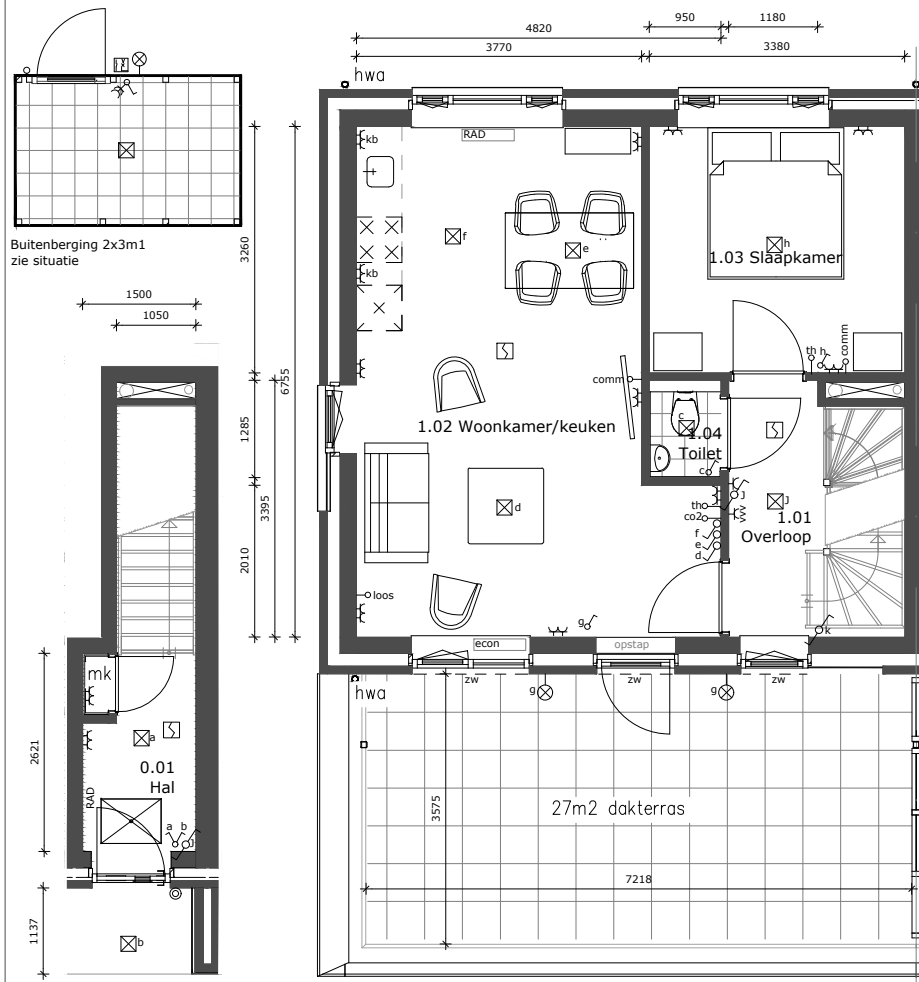 950
1180
4820
3770
3380
hwa
kb
RAD
f
e
h
1.03 Slaapkamer
Buitenberging 2x3m1
zie situatie
3260
kb
1500
1050
th
h
comm
comm
6755
1285
3395
2010
1.02 Woonkamer/keuken
c
1.04
Toilet
c
d
th
co2
f
e
d
J
J
1.01
Overloop
loos
g
k
econ
opstap
mk
hwa
zw
zw
zw
g
g
a
2621
0.01
Hal
RAD
a
b
J
27m2 dakterras
3575
7218
1137
b